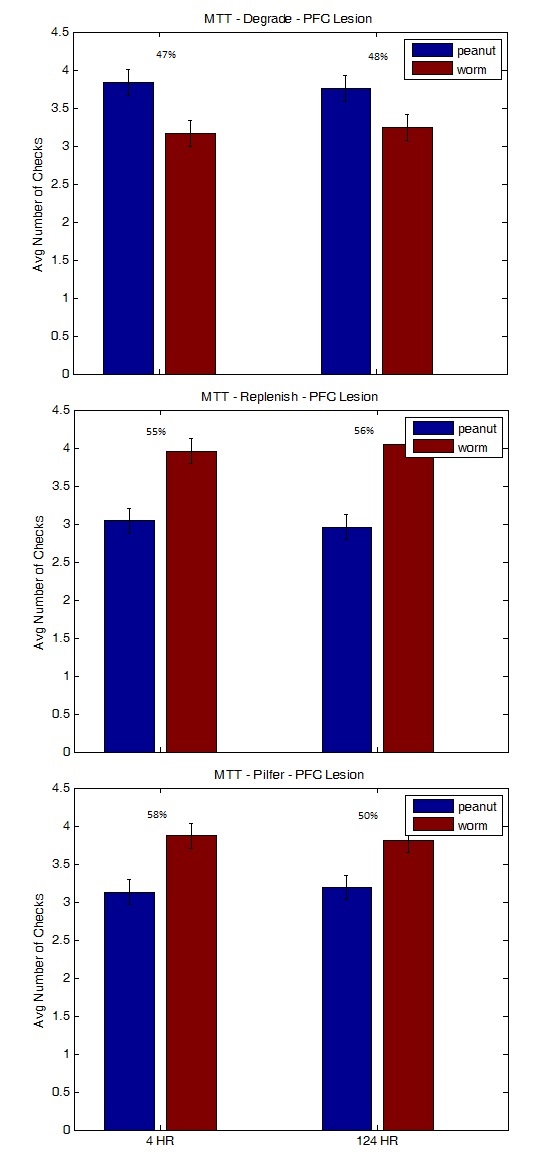 MTT - Degrade - PFC Lesion
4.5
4
3.5
3
2.5
2
1.5
1
0.5
0
Avg Number of Checks
47%
48%
peanut
worm
MTT - Replenish - PFC Lesion
4.5
4
3.5
3
2.5
2
1.5
1
0.5
0
Avg Number of Checks
55%
56%
peanut
worm
MTT - Pilfer - PFC Lesion
4.5
4
3.5
3
2.5
2
1.5
1
0.5
0
Avg Number of Checks
58%
50%
peanut
worm
4 HR
124 HR